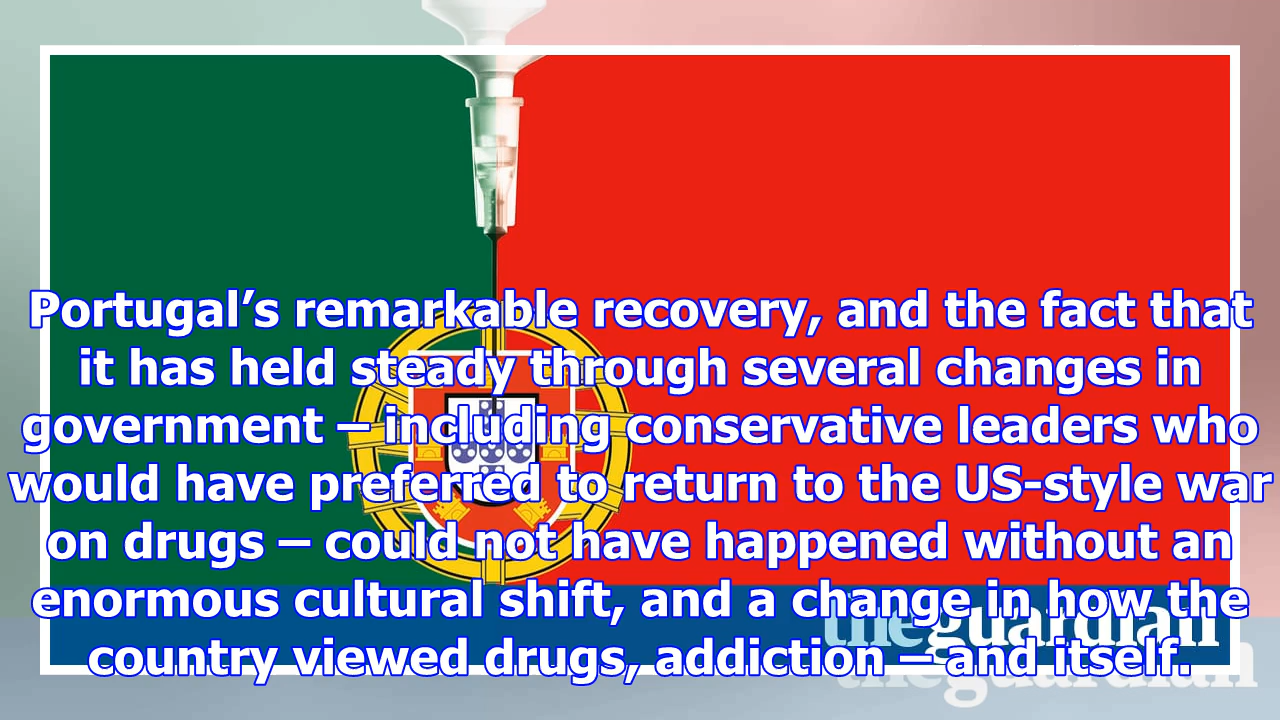 Portugal’s remarkable recovery, and the fact that
it has held steady through several changes in
government – including conservative leaders who
would have preferred to return to the US-style war
on drugs – could not have happened without an
enormous cultural shift, and a change in how the
country viewed drugs, addiction – and itself.
theguardian
theguardian